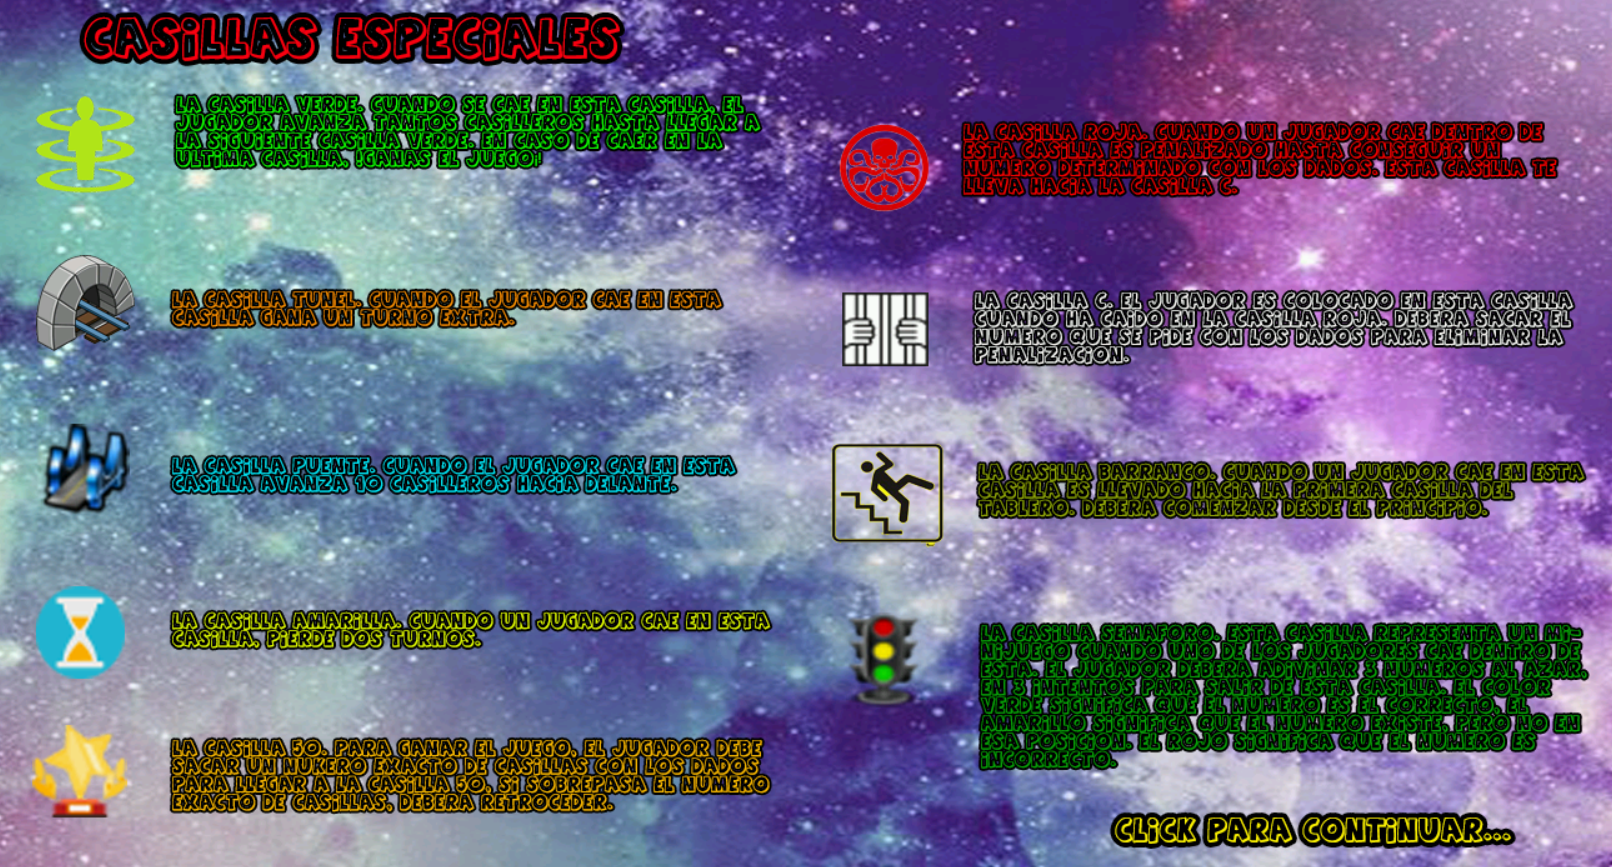 CASILLAS ESPECIALES
LA CASILLA VERDE. CUANDO SE CAE EN ESTA CASILLA, EL
JUGADOR AVANZA TANTOS CASILLEROS HASTA LLEGAR A
LA SIGUIENTE CASILLA VERDE. EN CASO DE CAER EN LA
ULTIMA CASILLA, !GANAS EL JUEGO!
LA CASILLA TUNEL. CUANDO EL JUGADOR CAE EN ESTA
CASILLA GANA UN TURNO EXTRA.
LA CASILLA PUENTE. CUANDO EL JUGADOR CAE EN ESTA
CASILLA AVANZA 10 CASILLEROS HACIA DELANTE.
LA CASILLA AMARILLA. CUANDO UN JUGADOR CAE EN ESTA
CASILLA, PIERDE DOS TURNOS.
LA CASILLA 50. PARA GANAR EL JUEGO, EL JUGADOR DEBE
SACAR UN NUKERO EXACTO DE CASILLAS CON LOS DADOS
PARA LLEGAR A LA CASILLA 50, SI SOBREPASA EL NUMERO
EXACTO DE CASILLAS, DEBERA RETROCEDER.
LA CASILLA ROJA. CUANDO UN JUGADOR CAE DENTRO DE
ESTA CASILLA ES PENALIZADO HASTA CONSEGUIR UN
NUMERO DETERMINADO CON LOS DADOS. ESTA CASILLA TE
LLEVA HACIA LA CASILLA C.
LA CASILLA C. EL JUGADOR ES COLOCADO EN ESTA CASILLA
CUANDO HA CAIDO EN LA CASILLA ROJA. DEBERA SACAR EL
NUMERO QUE SE PIDE CON LOS DADOS PARA ELIMINAR LA
PENALIZACION.
LA CASILLA BARRANCO. CUANDO UN JUGADOR CAE EN ESTA
CASILLA ES LLEVADO HACIA LA PRIMERA CASILLA DEL
TABLERO. DEBERA COMENZAR DESDE EL PRINCIPIO.
LA CASILLA SEMAFORO. ESTA CASILLA REPRESENTA UN MI-
NIJUEGO CUANDO UNO DE LOS JUGADORES CAE DENTRO DE
ESTA. EL JUGADOR DEBERA ADIVINAR 3 NUMEROS AL AZAR,
EN 3 INTENTOS PARA SALIR DE ESTA CASILLA. EL COLOR
VERDE SIGNIFICA QUE EL NUMERO ES EL CORRECTO, EL
AMARILLO SIGNIFICA QUE EL NUMERO EXISTE, PERO NO EN
ESA POSICION. EL ROJO SIGNIFICA QUE EL NUMERO ES
INCORRECTO.
CLICK PARA CONTINUAR...